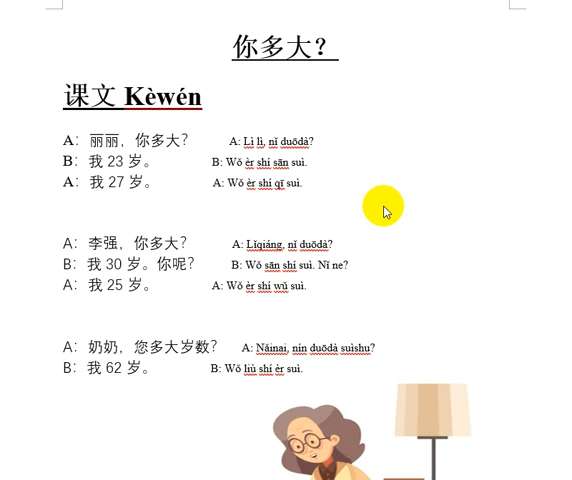 你多大？
课文 Kèwén
A：丽丽，你多大？ A: Lì lì, nǐ duōdà?
B：我 23 岁。 B: Wǒ èr shí sān suì.
A：我 27 岁。 A: Wǒ èr shí qī suì.
A：李强，你多大？ A: Lǐqiáng, nǐ duōdà?
B：我 30 岁。你呢？ B: Wǒ sān shí suì. Nǐ ne?
A：我 25 岁。 A: Wǒ èr shí wǔ suì.
A：奶奶，您多大岁数？ A: Nǎinai, nín duōdà suìshu?
B：我 62 岁。 B: Wǒ liù shí èr suì.